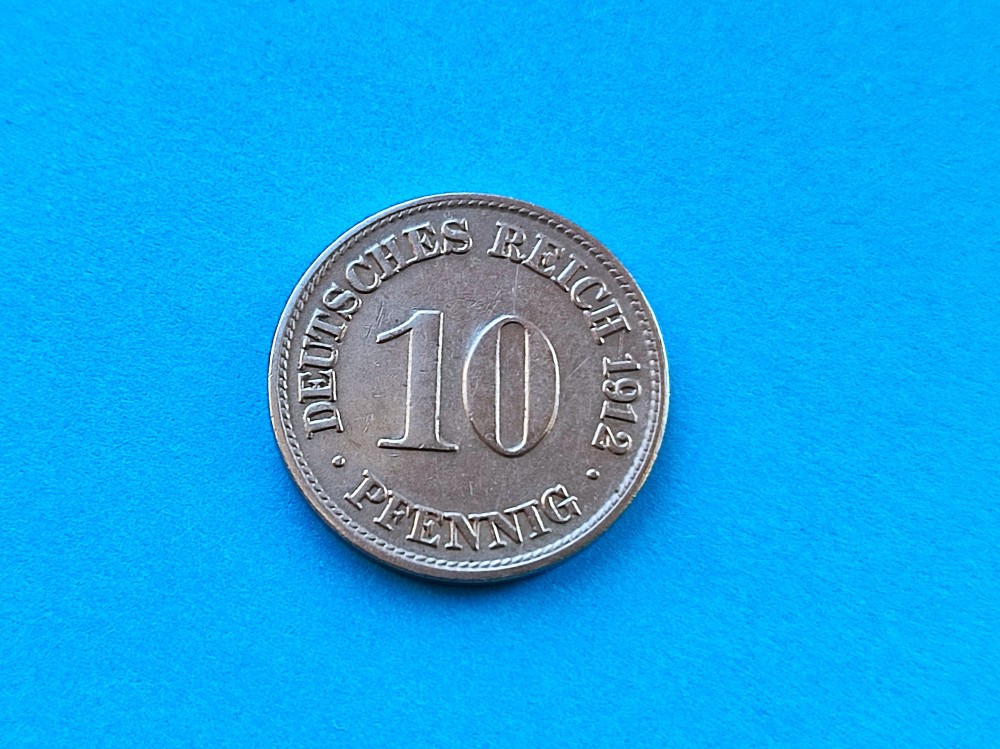 DEUTSCHES REICH 1912
10
· PFENNIG ·